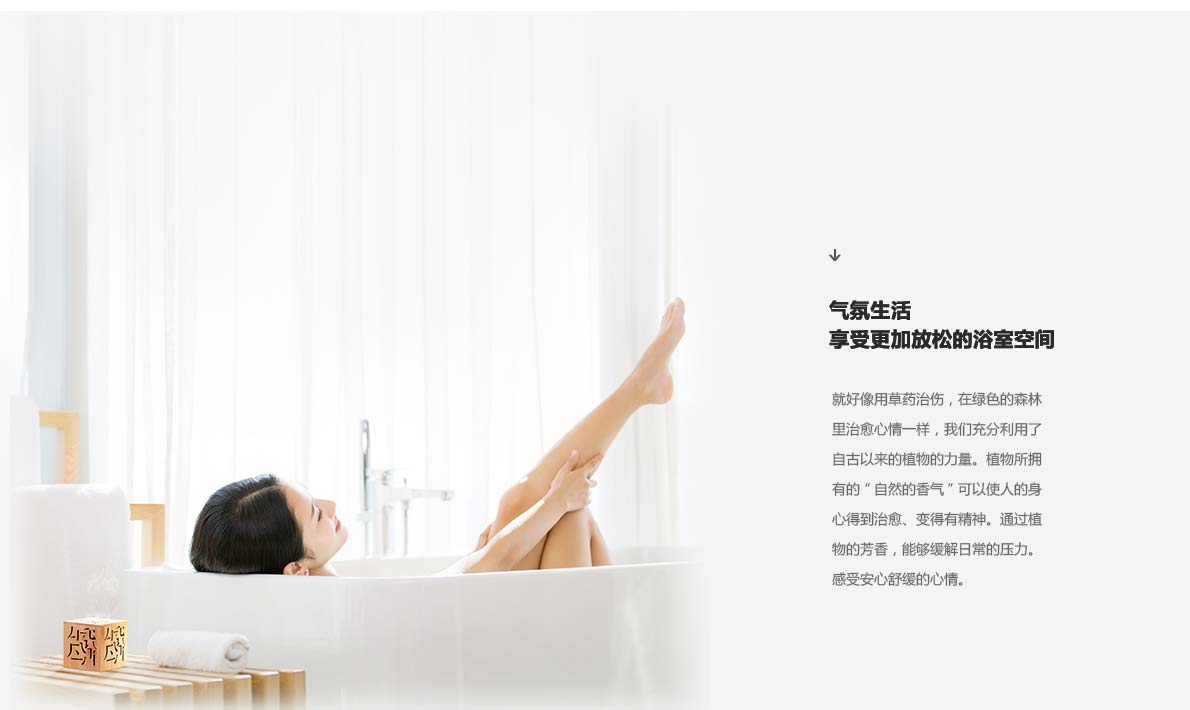 气氛生活
享受更加放松的浴室空间
就好像用草药治伤，在绿色的森林
里治愈心情一样，我们充分利用了
自古以来的植物的力量。植物所拥
有的“自然的香气”可以使人的身
心得到治愈、变得有精神。通过植
物的芳香，能够缓解日常的压力。
感受安心舒缓的心情。